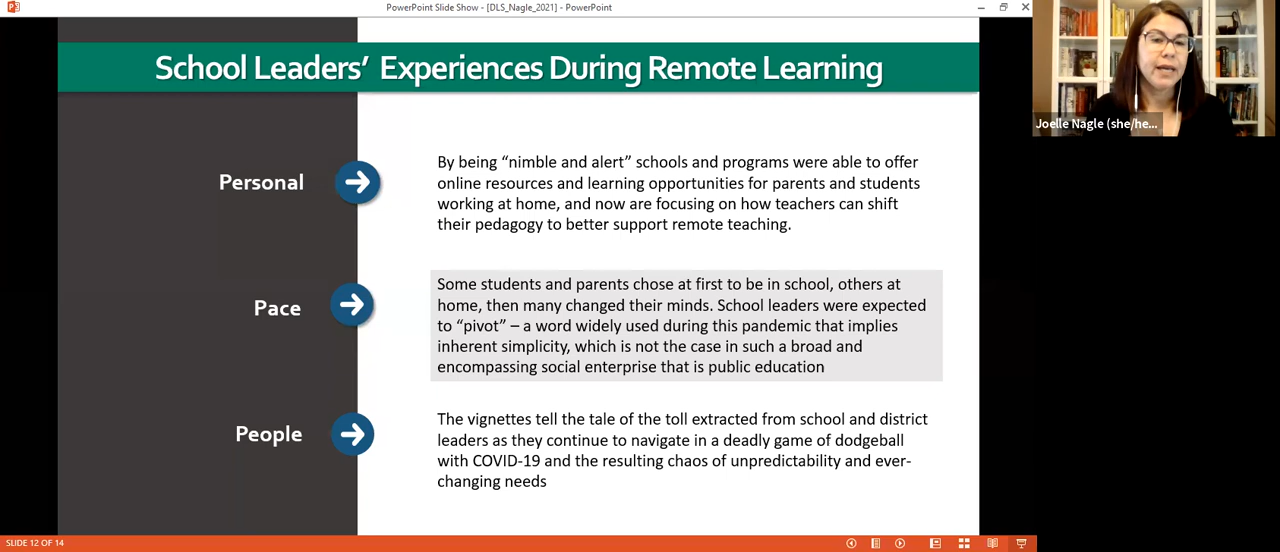 PowerPoint Slide Show - [DLS_Nagle_2021] - PowerPoint
School Leaders' Experiences During Remote Learning
Joelle Nagle (she/he...
Personal
By being “nimble and alert” schools and programs were able to offer
online resources and learning opportunities for parents and students
working at home, and now are focusing on how teachers can shift
their pedagogy to better support remote teaching.
Pace
Some students and parents chose at first to be in school, others at
home, then many changed their minds. School leaders were expected
to “pivot” – a word widely used during this pandemic that implies
inherent simplicity, which is not the case in such a broad and
encompassing social enterprise that is public education
People
The vignettes tell the tale of the toll extracted from school and district
leaders as they continue to navigate in a deadly game of dodgeball
with COVID-19 and the resulting chaos of unpredictability and ever-
changing needs
SLIDE 12 OF 14